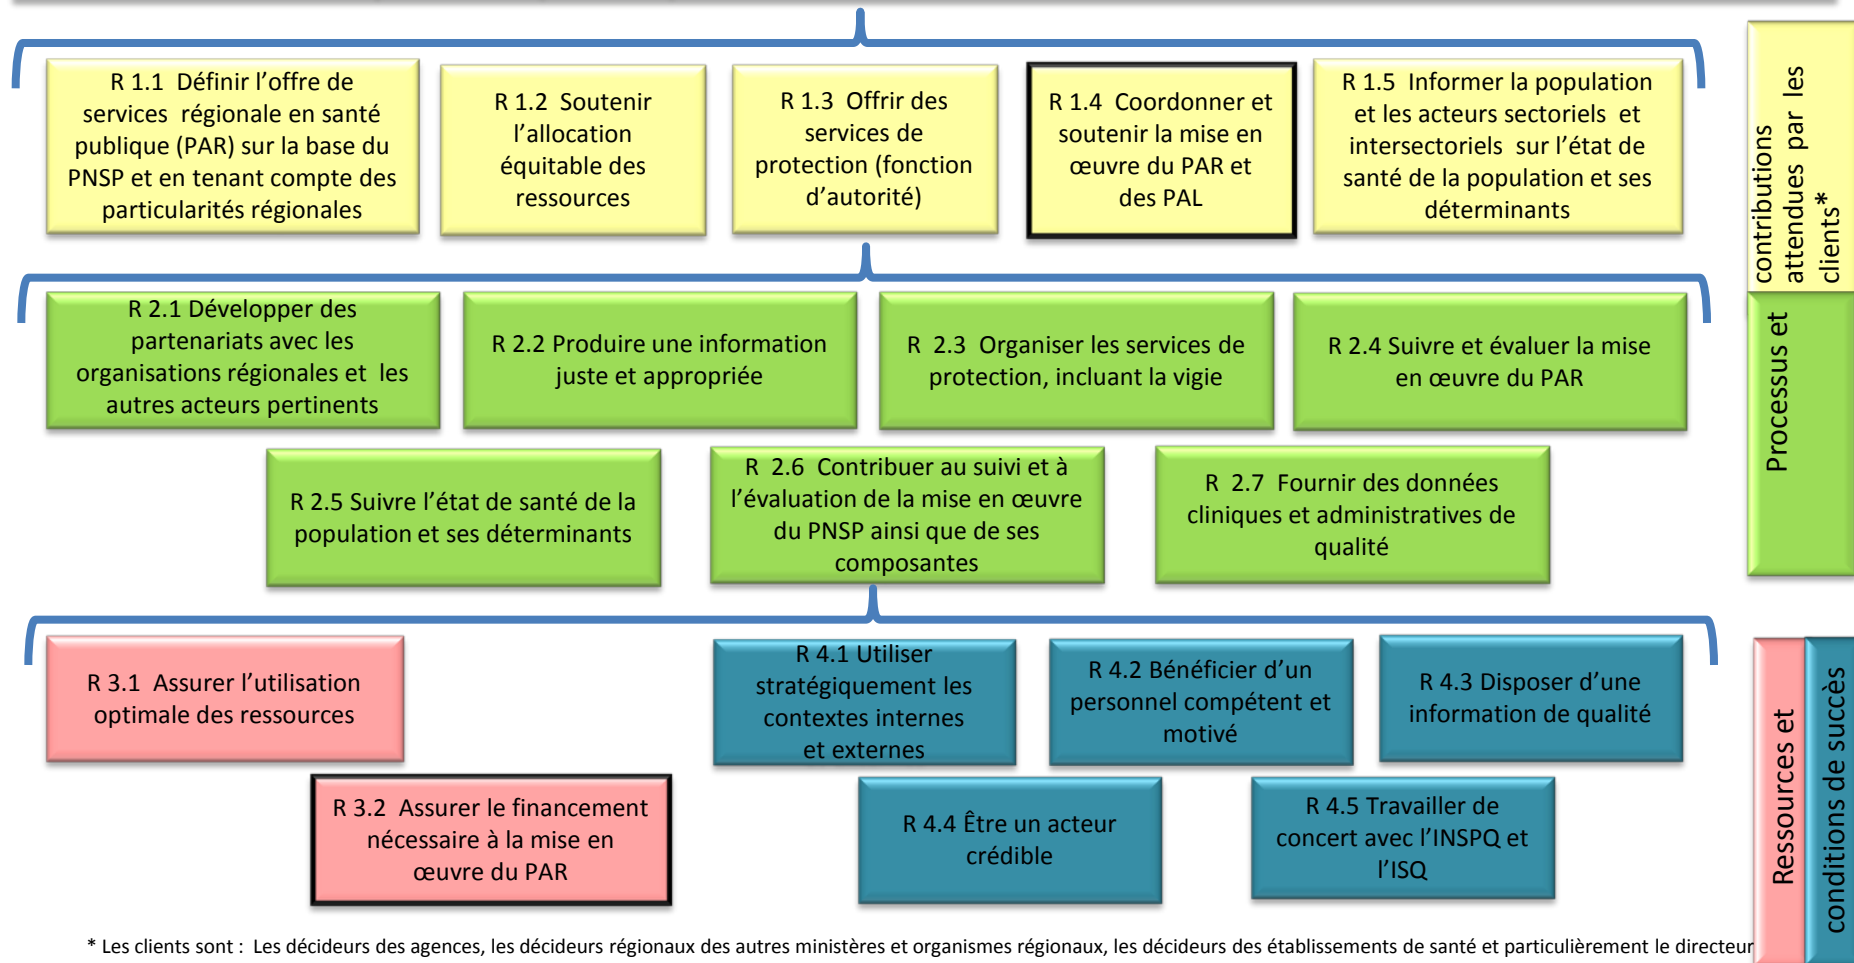 R 1.1 Définir l'offre de
services régionale en santé
publique (PAR) sur la base du
PNSP et en tenant compte des
particularités régionales
R 1.2 Soutenir
l'allocation
équitable des
ressources
R 1.3 Offrir des
services de
protection (fonction
d'autorité)
R 1.4 Coordonner et
soutenir la mise en
œuvre du PAR et
des PAL
R 1.5 Informer la population
et les acteurs sectoriels et
intersectoriels sur l'état de
santé de la population et ses
déterminants
contributions
attendues par les
clients*
R 2.1 Développer des
partenariats avec les
organisations régionales et les
autres acteurs pertinents
R 2.2 Produire une information
juste et appropriée
R 2.3 Organiser les services de
protection, incluant la vigie
R 2.4 Suivre et évaluer la mise
en œuvre du PAR
R 2.5 Suivre l'état de santé de la
population et ses déterminants
R 2.6 Contribuer au suivi et à
l'évaluation de la mise en œuvre
du PNSP ainsi que de ses
composantes
R 2.7 Fournir des données
cliniques et administratives de
qualité
Processus et
R 3.1 Assurer l'utilisation
optimale des ressources
R 3.2 Assurer le financement
nécessaire à la mise en
œuvre du PAR
R 4.1 Utiliser
stratégiquement les
contextes internes
et externes
R 4.2 Bénéficier d'un
personnel compétent et
motivé
R 4.3 Disposer d'une
information de qualité
R 4.4 Être un acteur
crédible
R 4.5 Travailler de
concert avec l'INSPQ et
l'ISQ
Ressources et
conditions de succès
* Les clients sont : Les décideurs des agences, les décideurs régionaux des autres ministères et organismes régionaux, les décideurs des établissements de santé et particulièrement le directeur